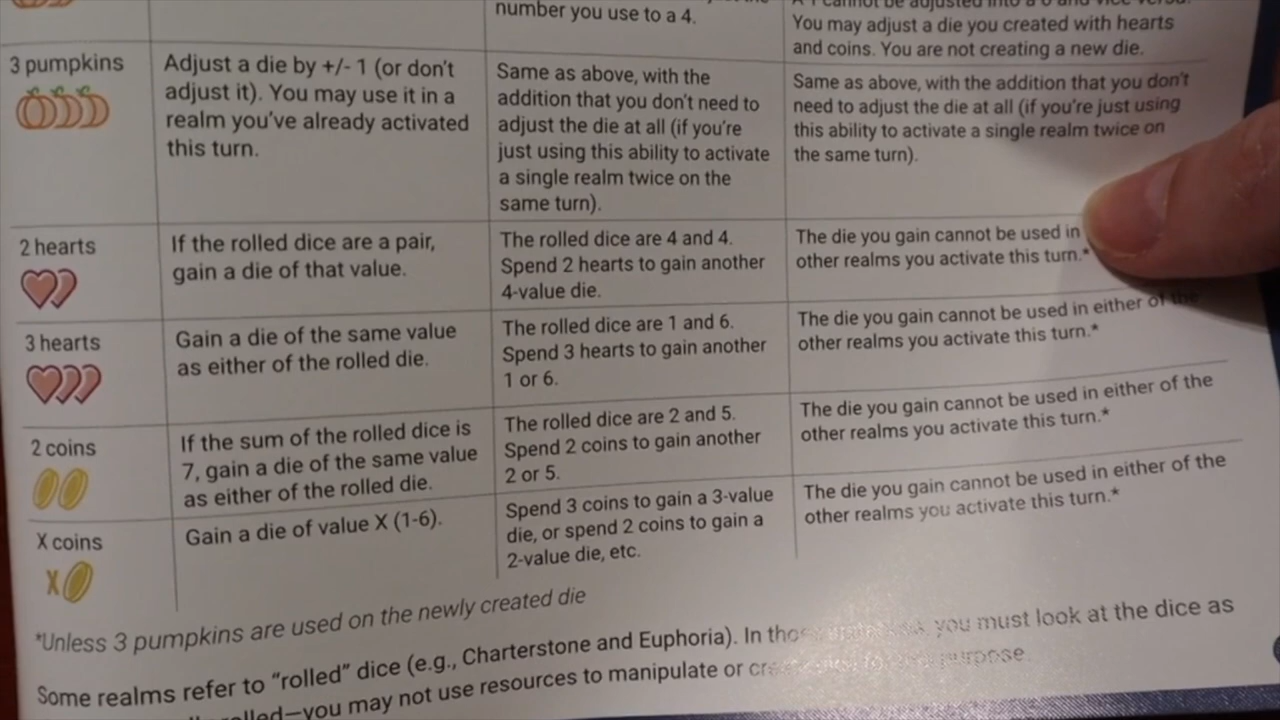 number you use to a 4.
You may adjust a die you created with hearts
and coins. You are not creating a new die.
3 pumpkins
Adjust a die by +/- 1 (or don't
adjust it). You may use it in a
realm you've already activated
this turn.
Same as above, with the
addition that you don't need to
adjust the die at all (if you're
just using this ability to activate
a single realm twice on the
same turn).
Same as above, with the addition that you don't
need to adjust the die at all (if you're just using
this ability to activate a single realm twice on
the same turn).
2 hearts
If the rolled dice are a pair,
gain a die of that value.
The rolled dice are 4 and 4.
Spend 2 hearts to gain another
4-value die.
The die you gain cannot be used in
other realms you activate this turn.*
3 hearts
Gain a die of the same value
as either of the rolled die.
The rolled dice are 1 and 6.
Spend 3 hearts to gain another
1 or 6.
The die you gain cannot be used in either of the
other realms you activate this turn.*
2 coins
If the sum of the rolled dice is
7, gain a die of the same value
as either of the rolled die.
The rolled dice are 2 and 5.
Spend 2 coins to gain another
2 or 5.
The die you gain cannot be used in either of the
other realms you activate this turn.*
X coins
X
Gain a die of value X (1-6).
Spend 3 coins to gain a 3-value
die, or spend 2 coins to gain a
2-value die, etc.
The die you gain cannot be used in either of the
other realms you activate this turn.*
*Unless 3 pumpkins are used on the newly created die
Some realms refer to "rolled" dice (e.g., Charterstone and Euphoria). In you must look at the dice as
you may not use resources to manipulate or purpose.